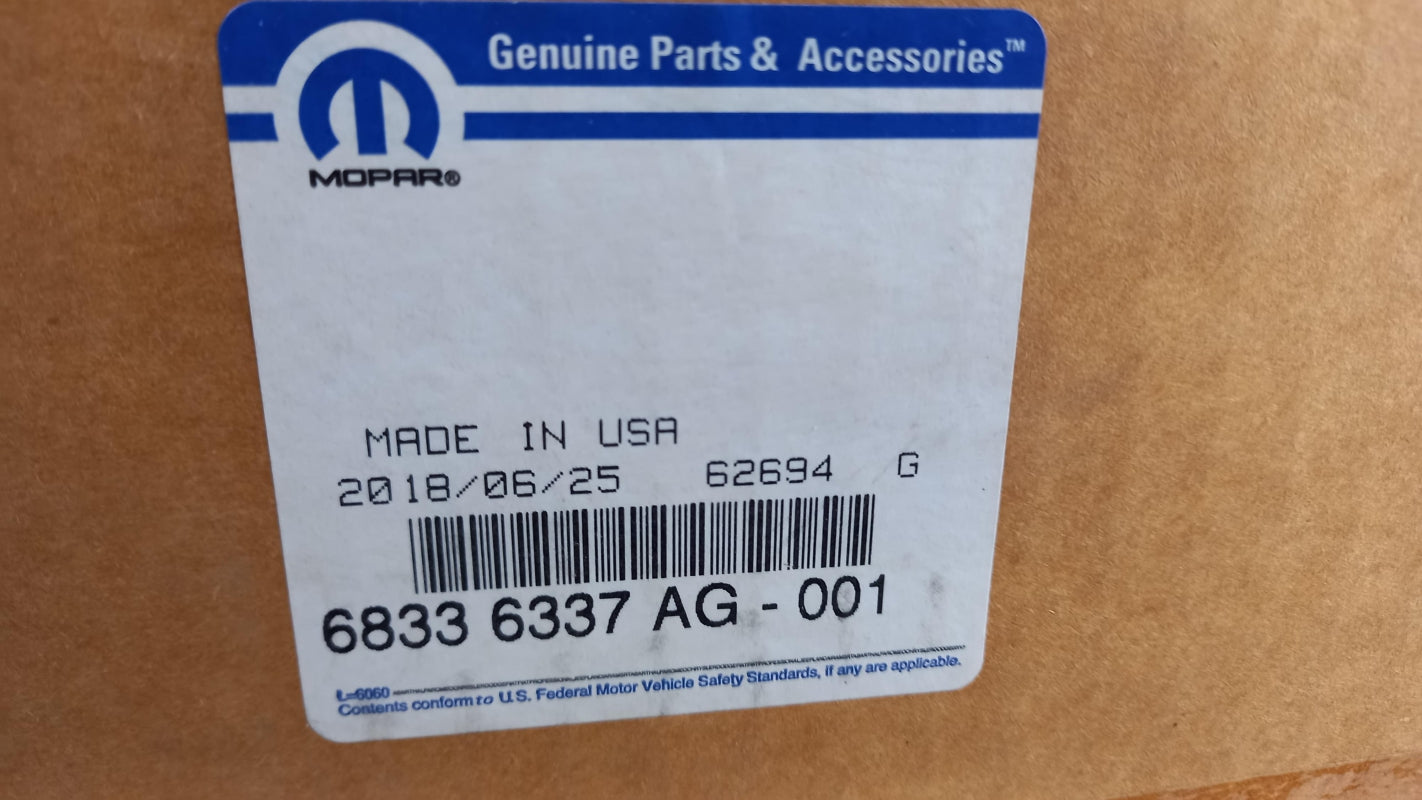 Genuine Parts & Accessories™
MOPAR®
MADE IN USA
2018/06/25 62694 G
6833 6337 AG - 001
L-6060
Contents conform to U.S. Federal Motor Vehicle Safety Standards, if any are applicable.